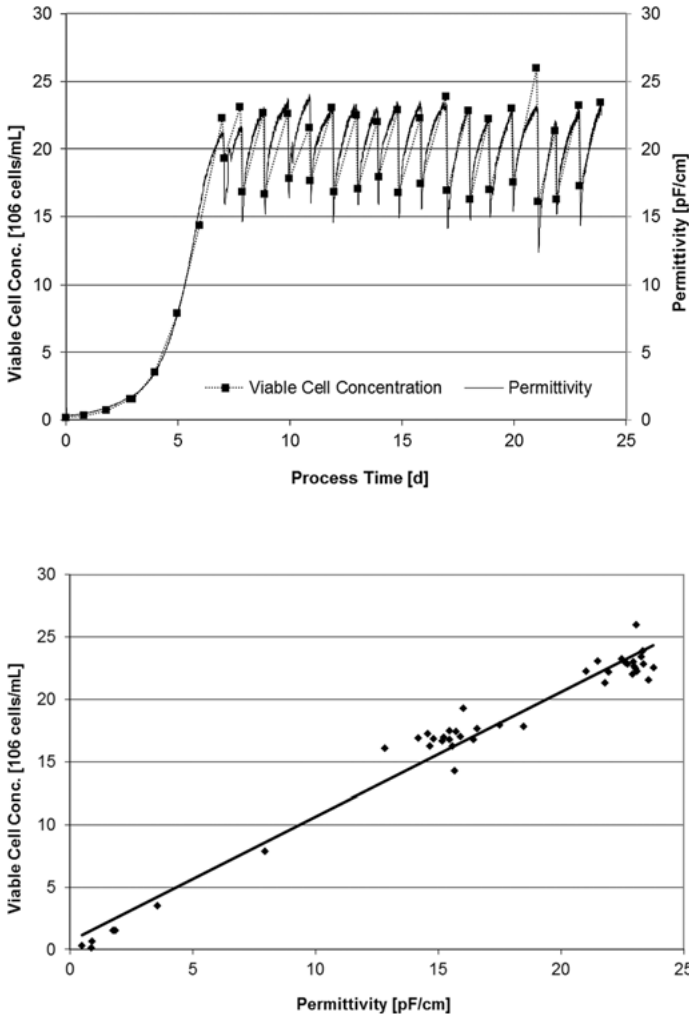 30
25
20
15
10
5
0
Viable Cell Conc. [106 cells/mL]
30
25
20
15
10
5
0
Permittivity [pF/cm]
Viable Cell Concentration
Permittivity
0 5 10 15 20 25
Process Time [d]
30
25
20
15
10
5
0
Viable Cell Conc. [106 cells/mL]
0 5 10 15 20 25
Permittivity [pF/cm]